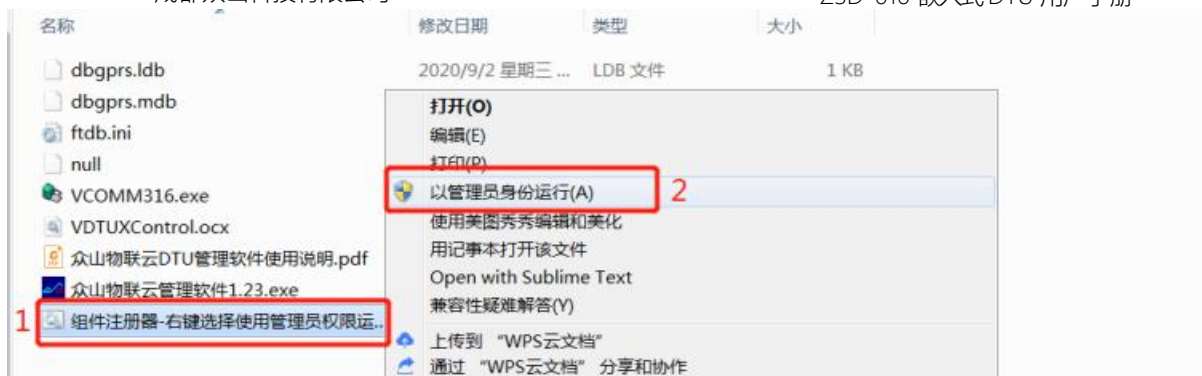 名称 修改日期 类型 大小
dbgprs.ldb 2020/9/2 星期三 ... LDB 文件 1 KB
dbgprs.mdb
ftdb.ini
null
VCOMM316.exe
VDTUXControl.ocx
众山物联云DTU管理软件使用说明.pdf
众山物联云管理软件1.23.exe
1 组件注册器-右键选择使用管理员权限运..
打开(O)
编辑(E)
打印(P)
以管理员身份运行(A) 2
使用美图秀秀编辑和美化
用记事本打开该文件
Open with Sublime Text
兼容性疑难解答(Y)
上传到 “WPS云文档”
通过 “WPS云文档” 分享和协作